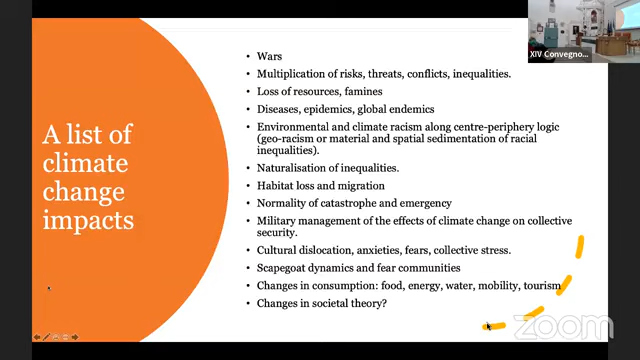 XIV Convegno...
A list of
climate
change
impacts
• Wars
• Multiplication of risks, threats, conflicts, inequalities.
• Loss of resources, famines
• Diseases, epidemics, global endemics
• Environmental and climate racism along centre-periphery logic
(geo-racism or material and spatial sedimentation of racial
inequalities).
• Naturalisation of inequalities.
• Habitat loss and migration
• Normality of catastrophe and emergency
• Military management of the effects of climate change on collective
security.
• Cultural dislocation, anxieties, fears, collective stress.
• Scapegoat dynamics and fear communities
• Changes in consumption: food, energy, water, mobility, tourism
• Changes in societal theory?
zoom